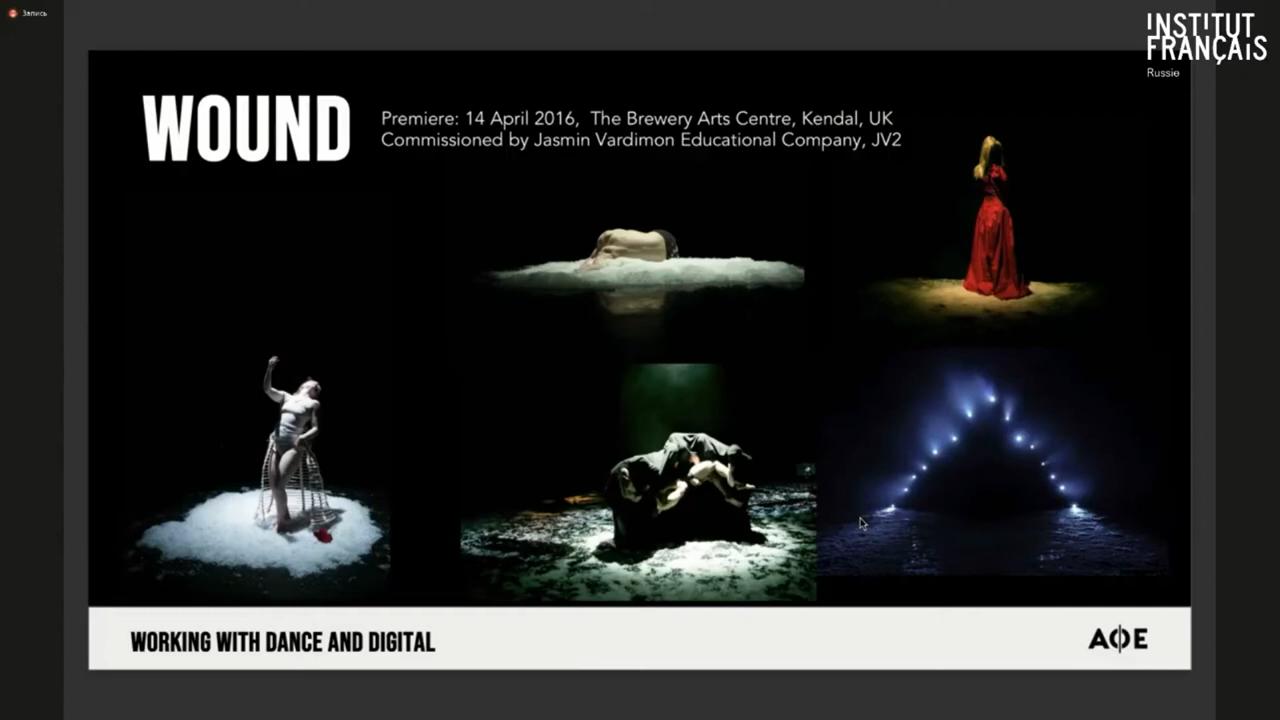 Запись
INSTITUT
FRANÇAIS
Russie
WOUND
Premiere: 14 April 2016, The Brewery Arts Centre, Kendal, UK
Commissioned by Jasmin Vardimon Educational Company, JV2
WORKING WITH DANCE AND DIGITAL
AΦE